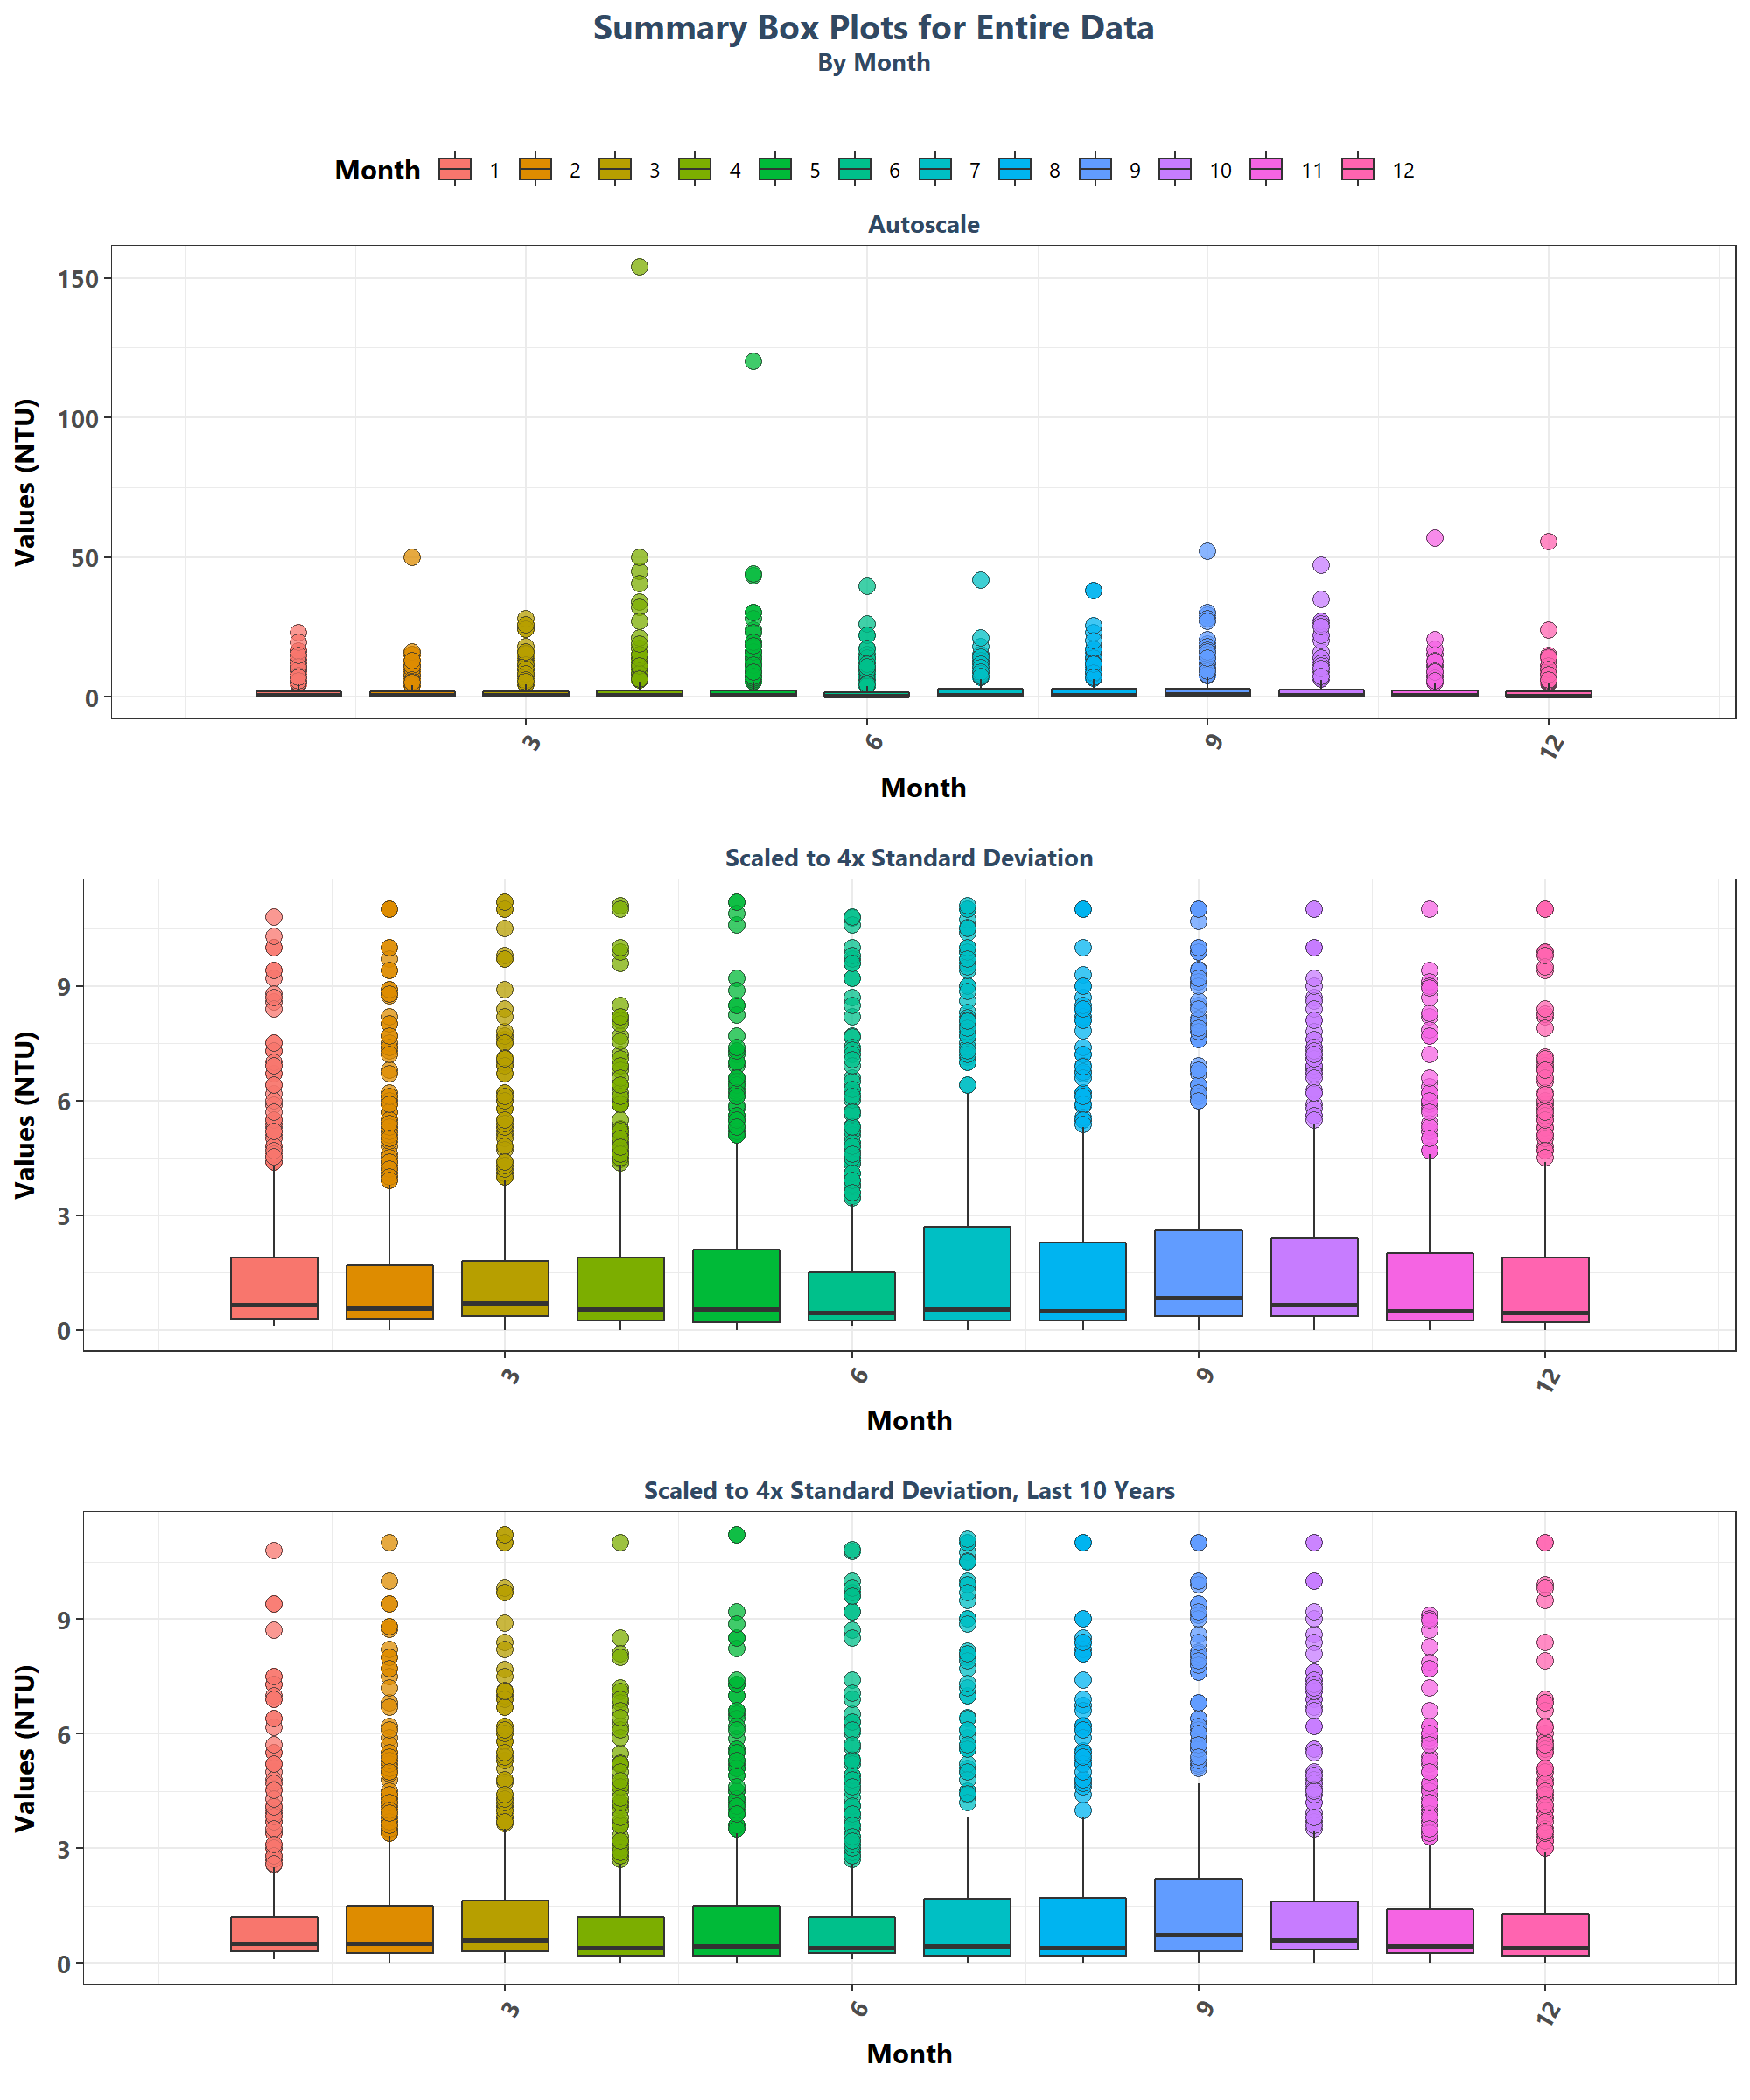 Summary Box Plots for Entire Data
By Month
Month 1 2 3 4 5 6 7 8 9 10 11 12
Autoscale
Values (NTU)
150
100
50
0
3 6 9 12
Month
Scaled to 4x Standard Deviation
Values (NTU)
9
6
3
0
3 6 9 12
Month
Scaled to 4x Standard Deviation, Last 10 Years
Values (NTU)
9
6
3
0
3 6 9 12
Month